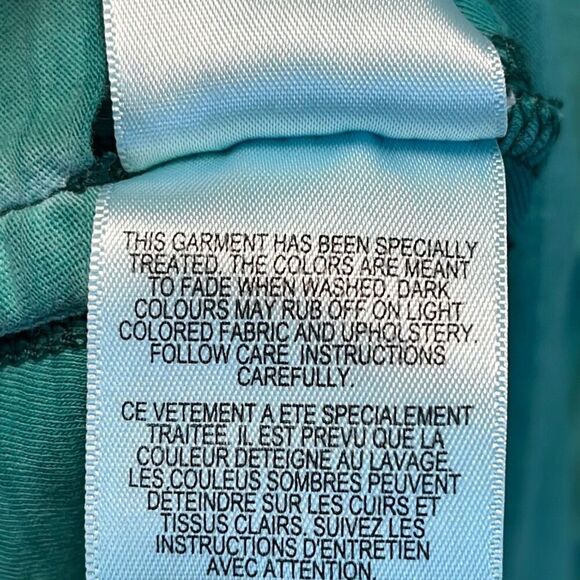 THIS GARMENT HAS BEEN SPECIALLY
TREATED. THE COLORS ARE MEANT
TO FADE WHEN WASHED, DARK
COLOURS MAY RUB OFF ON LIGHT
COLORED FABRIC AND UPHOLSTERY.
FOLLOW CARE INSTRUCTIONS
CAREFULLY.
CE VETEMENT A ETE SPECIALEMENT
TRAITEE. IL EST PRÉVU QUE LA
COULEUR DETEIGNE AU LAVAGE,
LES COULEUS SOMBRES PEUVENT
DÉTEINDRE SUR LES CUIRS ET
TISSUS CLAIRS, SUIVEZ LES
INSTRUCTIONS D'ENTRETIEN
AVEC ATTENTION.